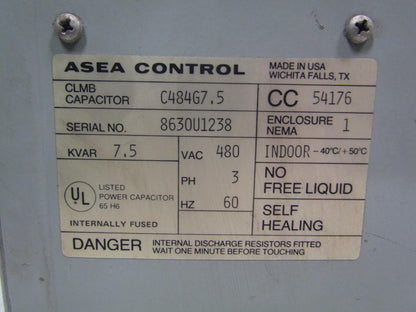 ASEA CONTROL
MADE IN USA
WICHITA FALLS, TX
CLMB
CAPACITOR C484G7.5
CC 54176
SERIAL NO. 8630U1238
ENCLOSURE
NEMA 1
KVAR 7.5
VAC 480
INDOOR -40°C/+50°C
PH 3
HZ 60
NO
FREE LIQUID
UL
LISTED
POWER CAPACITOR
65 H6
INTERNALLY FUSED
SELF
HEALING
DANGER INTERNAL DISCHARGE RESISTORS FITTED
WAIT ONE MINUTE BEFORE TOUCHING